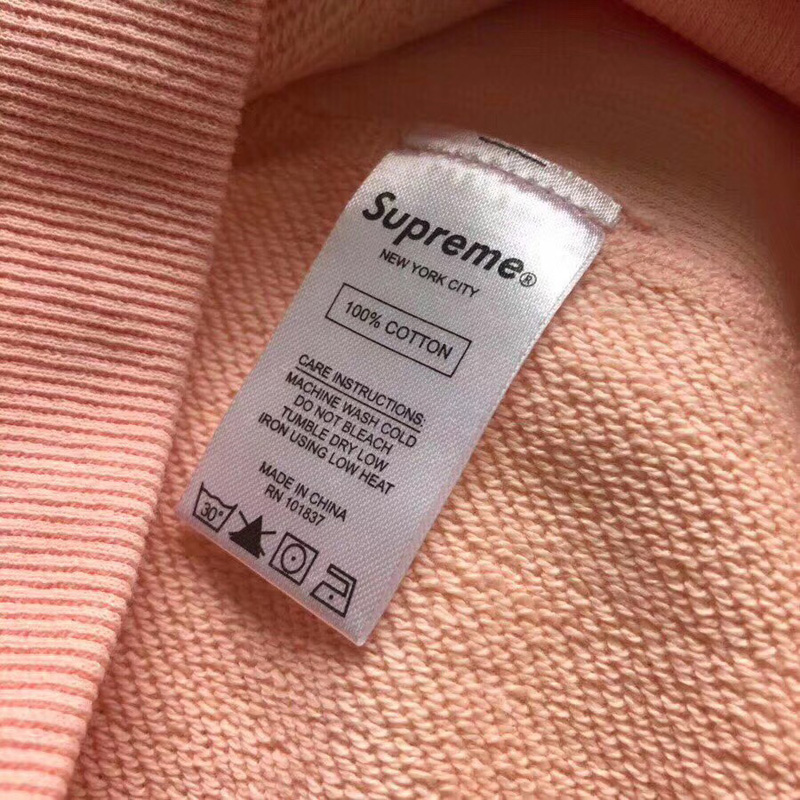 Supreme®
NEW YORK CITY
100% COTTON
CARE INSTRUCTIONS:
MACHINE WASH COLD
DO NOT BLEACH
TUMBLE DRY LOW
IRON USING LOW HEAT
MADE IN CHINA
RN 101837
30°